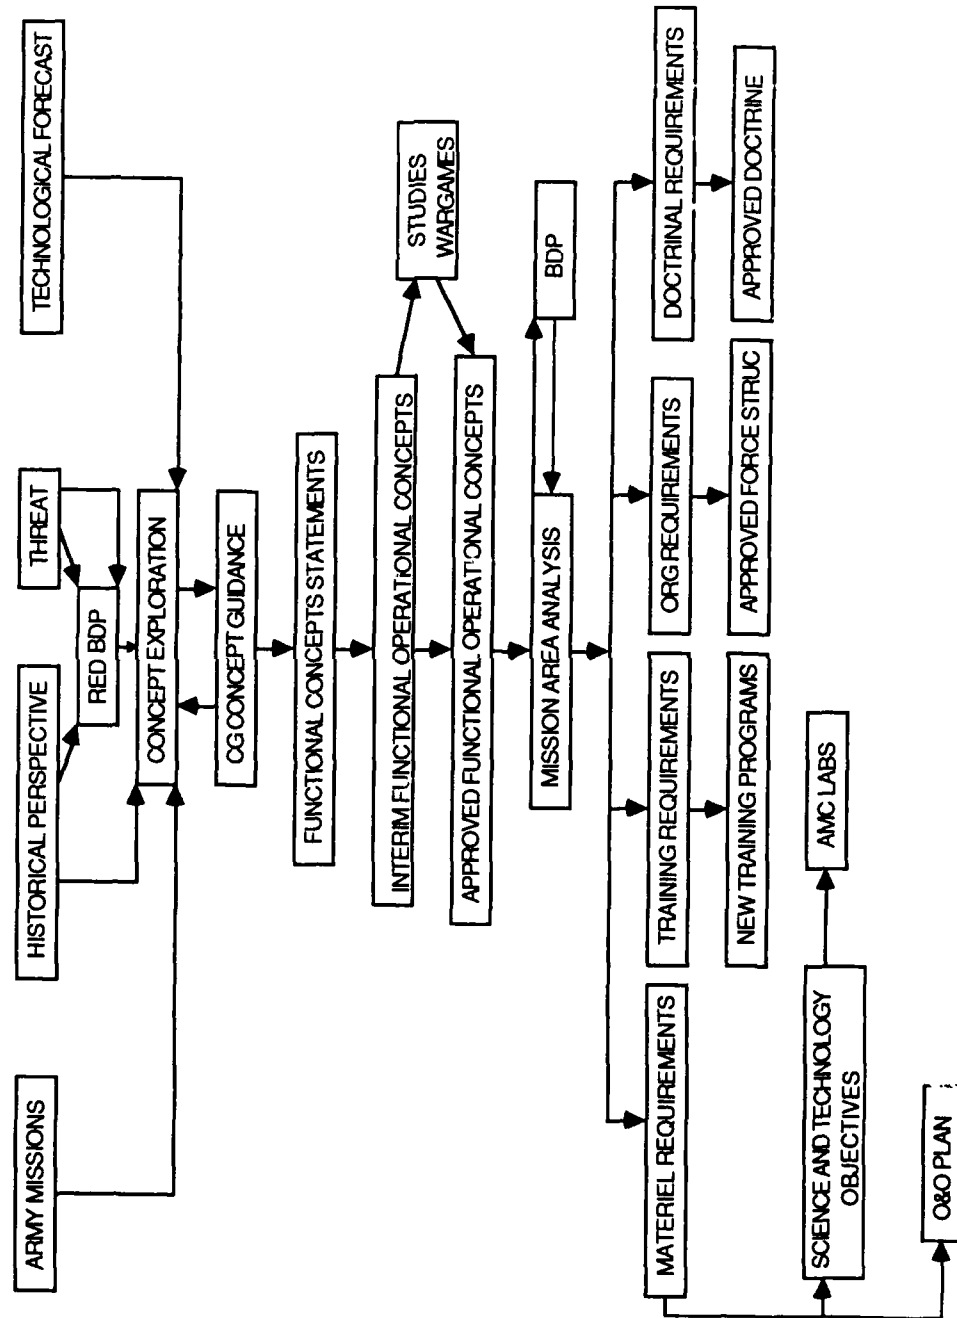 ARMY MISSIONS
HISTORICAL PERSPECTIVE
THREAT
TECHNOLOGICAL FORECAST
RED BDP
CONCEPT EXPLORATION
CG CONCEPT GUIDANCE
FUNCTIONAL CONCEPTS STATEMENTS
INTERIM FUNCTIONAL OPERATIONAL CONCEPTS
STUDIES
WARGAMES
APPROVED FUNCTIONAL OPERATIONAL CONCEPTS
MISSION AREA ANALYSIS
BDP
MATERIEL REQUIREMENTS
TRAINING REQUIREMENTS
ORG REQUIREMENTS
DOCTRINAL REQUIREMENTS
NEW TRAINING PROGRAMS
APPROVED FORCE STRUC
APPROVED DOCTRINE
SCIENCE AND TECHNOLOGY
OBJECTIVES
AMC LABS
O&O PLAN